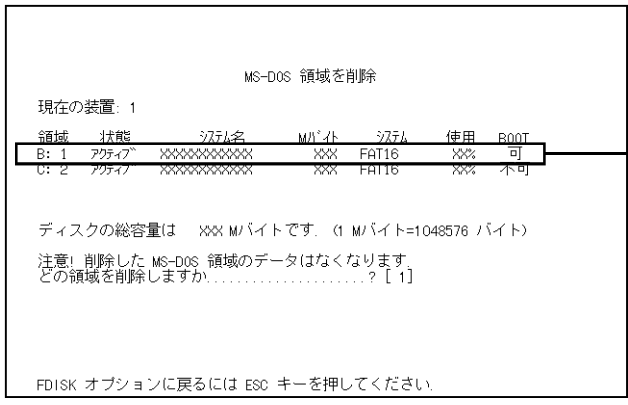 MS-DOS 領域を削除
現在の装置: 1
領域 状態 システム名 Mバイト システム 使用 BOOT
B: 1 アクティブ XXXXXXXXXXXX XXX FAT16 XX% 可
C: 2 アクティブ XXXXXXXXXXXX XXX FAT16 XX% 不可
ディスクの総容量は XXX Mバイトです. (1 Mバイト=1048576 バイト)
注意! 削除した MS-DOS 領域のデータはなくなります.
どの領域を削除しますか.....................? [ 1]
FDISK オプションに戻るには ESC キーを押してください.